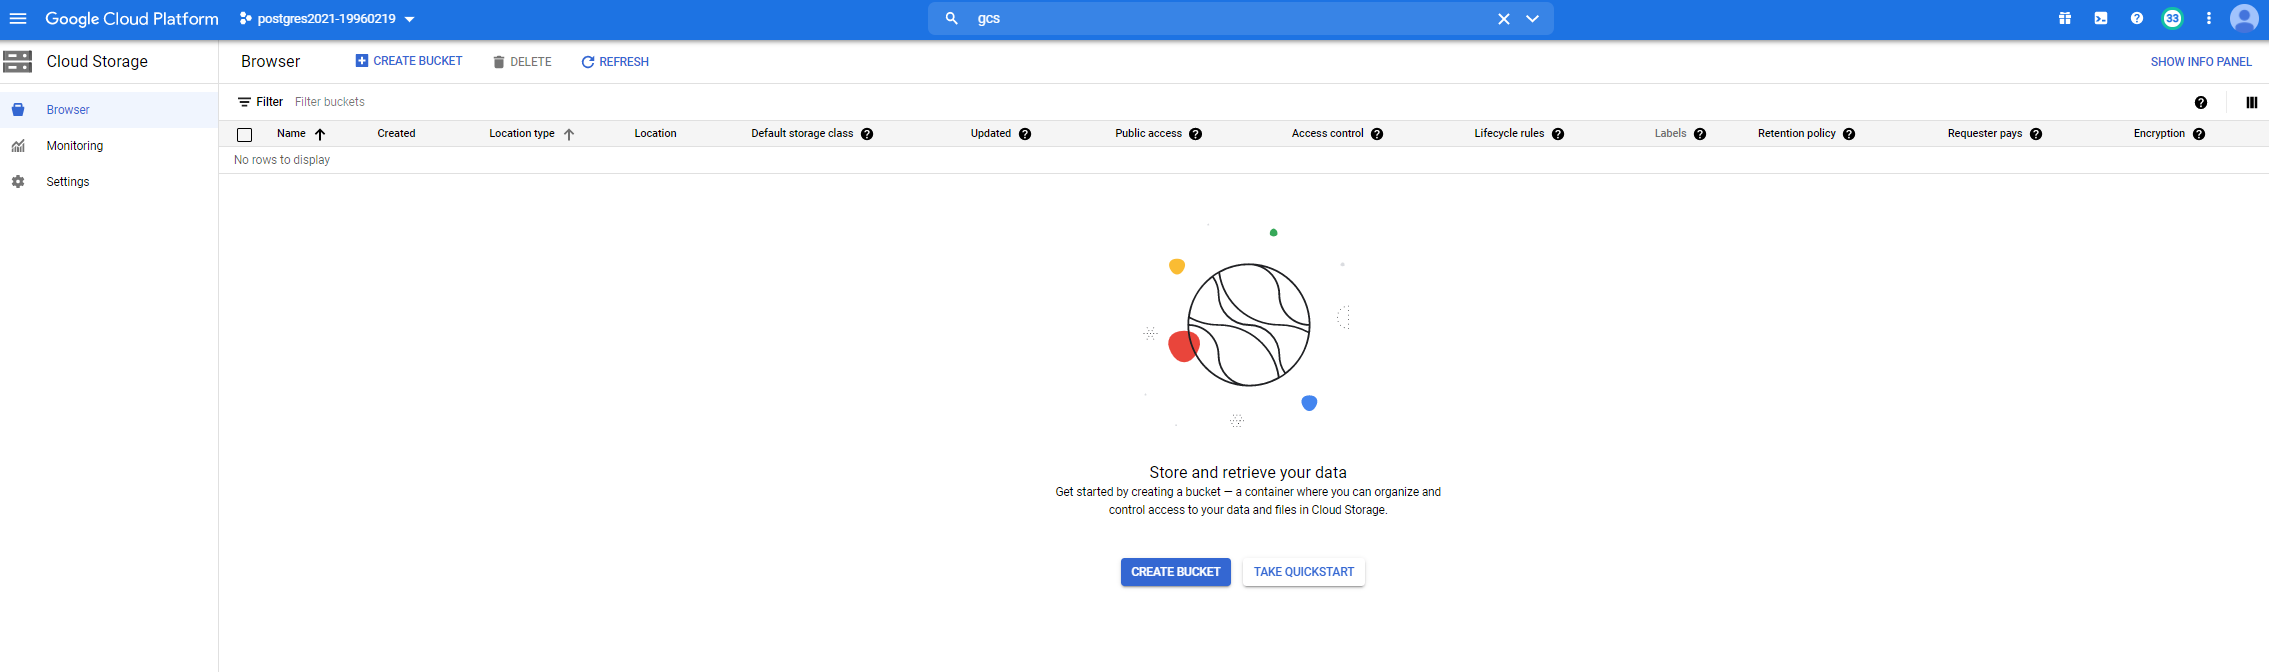 Google Cloud Platform postgres2021-19960219 gcs 33
Cloud Storage Browser CREATE BUCKET DELETE REFRESH SHOW INFO PANEL
Browser
Monitoring
Settings
Filter Filter buckets
Name Created Location type Location Default storage class Updated Public access Access control Lifecycle rules Labels Retention policy Requester pays Encryption
No rows to display
Store and retrieve your data
Get started by creating a bucket — a container where you can organize and
control access to your data and files in Cloud Storage.
CREATE BUCKET TAKE QUICKSTART